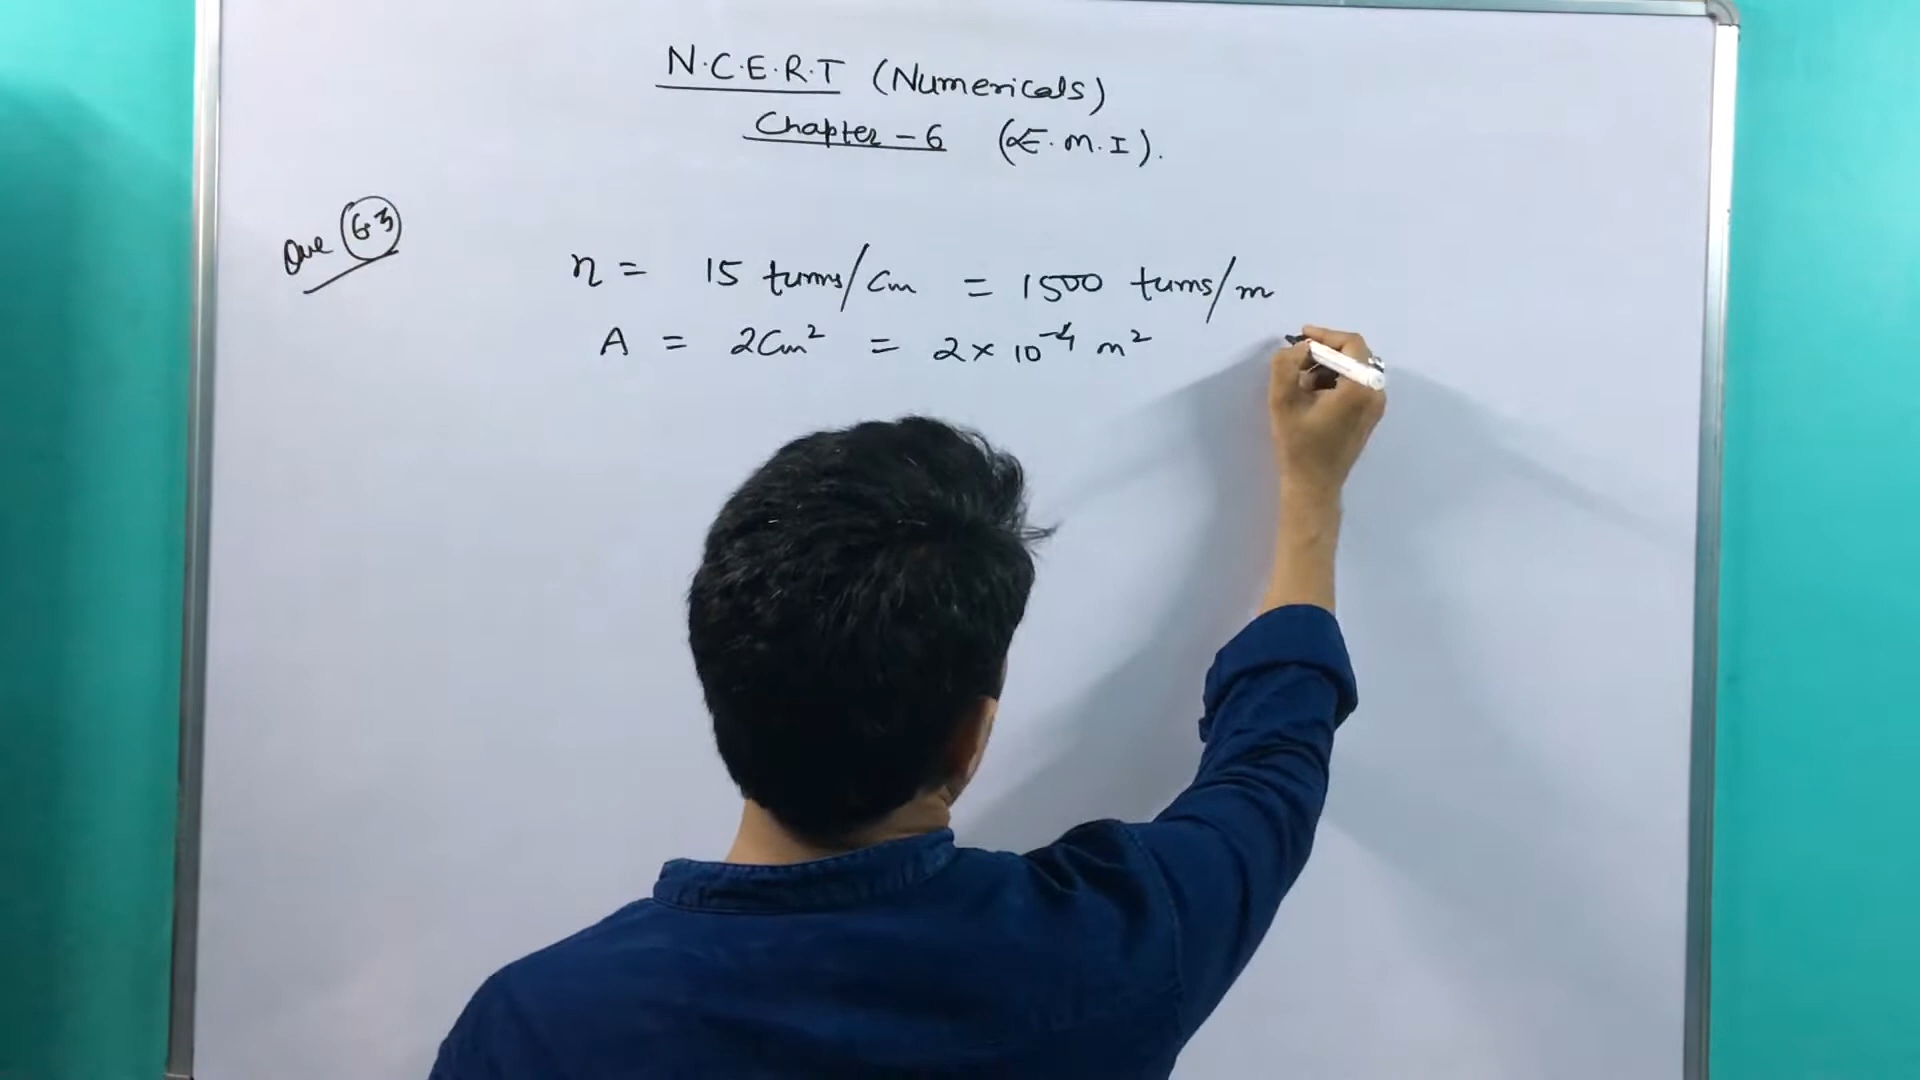 N.C.E.R.T (Numericals)
Chapter - 6 (E.M.I).
Que 6.3
n = 15 turns/cm = 1500 turns/m
A = 2cm² = 2 × 10⁻⁴ m²